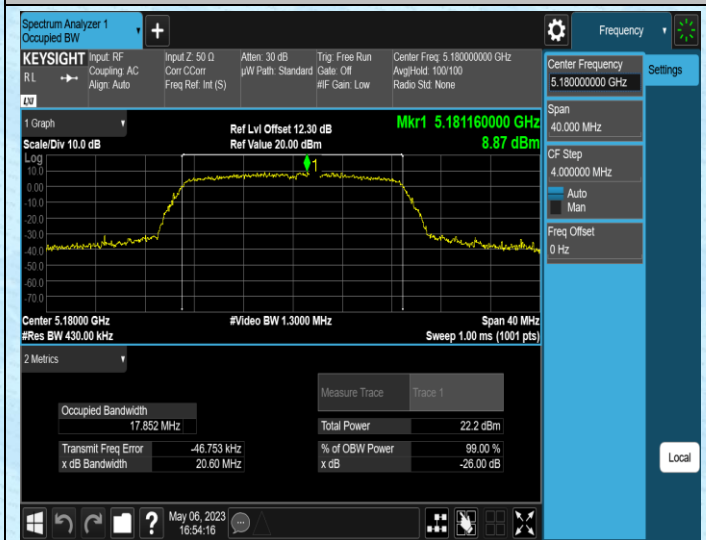 Spectrum Analyzer 1
Occupied BW
+
Frequency
KEYSIGHT
RL
LXI
Input: RF
Coupling: AC
Align: Auto
Input Z: 50 Ω
Corr CCorr
Freq Ref: Int (S)
Atten: 30 dB
µW Path: Standard
Trig: Free Run
Gate: Off
#IF Gain: Low
Center Freq: 5.180000000 GHz
Avg|Hold: 100/100
Radio Std: None
Center Frequency
5.180000000 GHz
Settings
Span
40.000 MHz
CF Step
4.000000 MHz
Auto
Man
Freq Offset
0 Hz
1 Graph
Scale/Div 10.0 dB
Ref Lvl Offset 12.30 dB
Ref Value 20.00 dBm
Mkr1 5.181160000 GHz
8.87 dBm
Log
10.0
0.00
-10.0
-20.0
-30.0
-40.0
-50.0
-60.0
-70.0
1
Center 5.18000 GHz
#Res BW 430.00 kHz
#Video BW 1.3000 MHz
Span 40 MHz
Sweep 1.00 ms (1001 pts)
2 Metrics
Measure Trace Trace 1
Occupied Bandwidth
17.852 MHz
Total Power 22.2 dBm
Transmit Freq Error -46.753 kHz
% of OBW Power 99.00 %
x dB Bandwidth 20.60 MHz
x dB -26.00 dB
Local
?
May 06, 2023
16:54:16